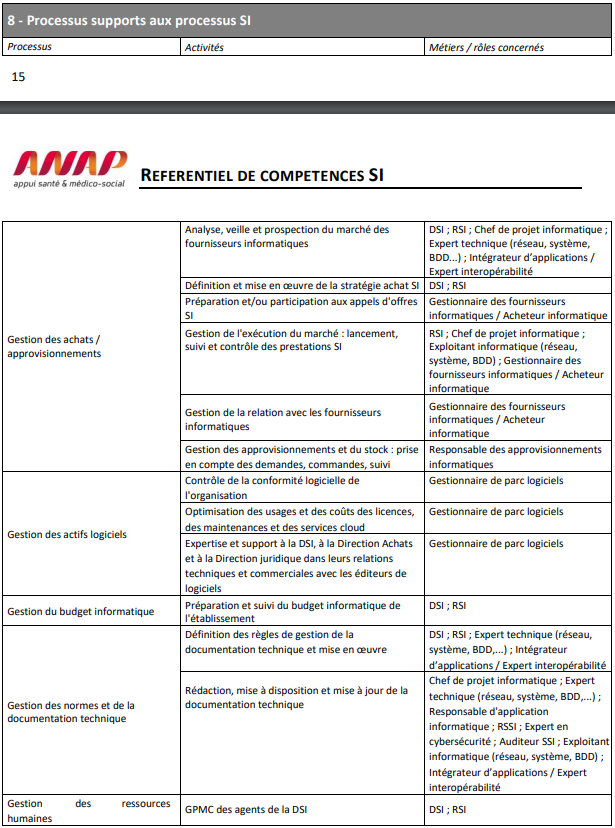 8 - Processus supports aux processus SI
Processus
Activités
Métiers / rôles concernés
15
ANAP
appui santé & médico-social
REFERENTIEL DE COMPETENCES SI
Gestion des achats /
approvisionnements
Analyse, veille et prospection du marché des
fournisseurs informatiques
DSI ; RSI ; Chef de projet informatique ;
Expert technique (réseau, système,
BDD...) ; Intégrateur d'applications /
Expert interopérabilité
Définition et mise en œuvre de la stratégie achat SI
DSI ; RSI
Préparation et/ou participation aux appels d'offres
SI
Gestionnaire des fournisseurs
informatiques / Acheteur informatique
Gestion de l'exécution du marché : lancement,
suivi et contrôle des prestations SI
RSI ; Chef de projet informatique ;
Exploitant informatique (réseau,
système, BDD) ; Gestionnaire des
fournisseurs informatiques / Acheteur
informatique
Gestion de la relation avec les fournisseurs
informatiques
Gestionnaire des fournisseurs
informatiques / Acheteur
informatique
Gestion des approvisionnements et du stock : prise
en compte des demandes, commandes, suivi
Responsable des approvisionnements
informatiques
Gestion des actifs logiciels
Contrôle de la conformité logicielle de
l'organisation
Gestionnaire de parc logiciels
Optimisation des usages et des coûts des licences,
des maintenances et des services cloud
Gestionnaire de parc logiciels
Expertise et support à la DSI, à la Direction Achats
et à la Direction juridique dans leurs relations
techniques et commerciales avec les éditeurs de
logiciels
Gestionnaire de parc logiciels
Gestion du budget informatique
Préparation et suivi du budget informatique de
l'établissement
DSI ; RSI
Gestion des normes et de la
documentation technique
Définition des règles de gestion de la
documentation technique et mise en œuvre
DSI ; RSI ; Expert technique (réseau,
système, BDD,...) ; Intégrateur
d'applications / Expert interopérabilité
Rédaction, mise à disposition et mise à jour de la
documentation technique
Chef de projet informatique ; Expert
technique (réseau, système, BDD,...) ;
Responsable d'application
informatique ; RSSI ; Expert en
cybersécurité ; Auditeur SSI ; Exploitant
informatique (réseau, système, BDD) ;
Intégrateur d'applications / Expert
interopérabilité
Gestion des ressources
humaines
GPMC des agents de la DSI
DSI ; RSI